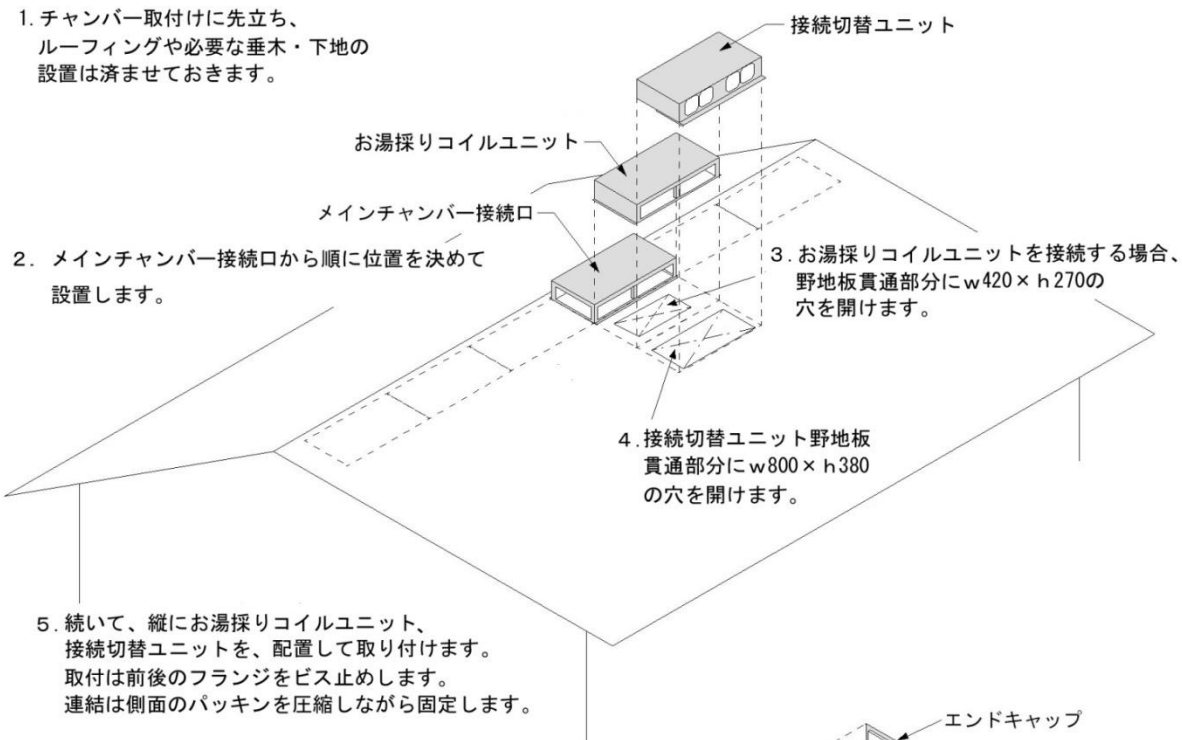 1. チャンバー取付けに先立ち、
ルーフィングや必要な垂木・下地の
設置は済ませておきます。
接続切替ユニット
お湯採りコイルユニット
メインチャンバー接続口
2. メインチャンバー接続口から順に位置を決めて
設置します。
3. お湯採りコイルユニットを接続する場合、
野地板貫通部分にw420×h270の
穴を開けます。
4. 接続切替ユニット野地板
貫通部分にw800×h380
の穴を開けます。
5. 続いて、縦にお湯採りコイルユニット、
接続切替ユニットを、配置して取り付けます。
取付は前後のフランジをビス止めします。
連結は側面のパッキンを圧縮しながら固定します。
エンドキャップ